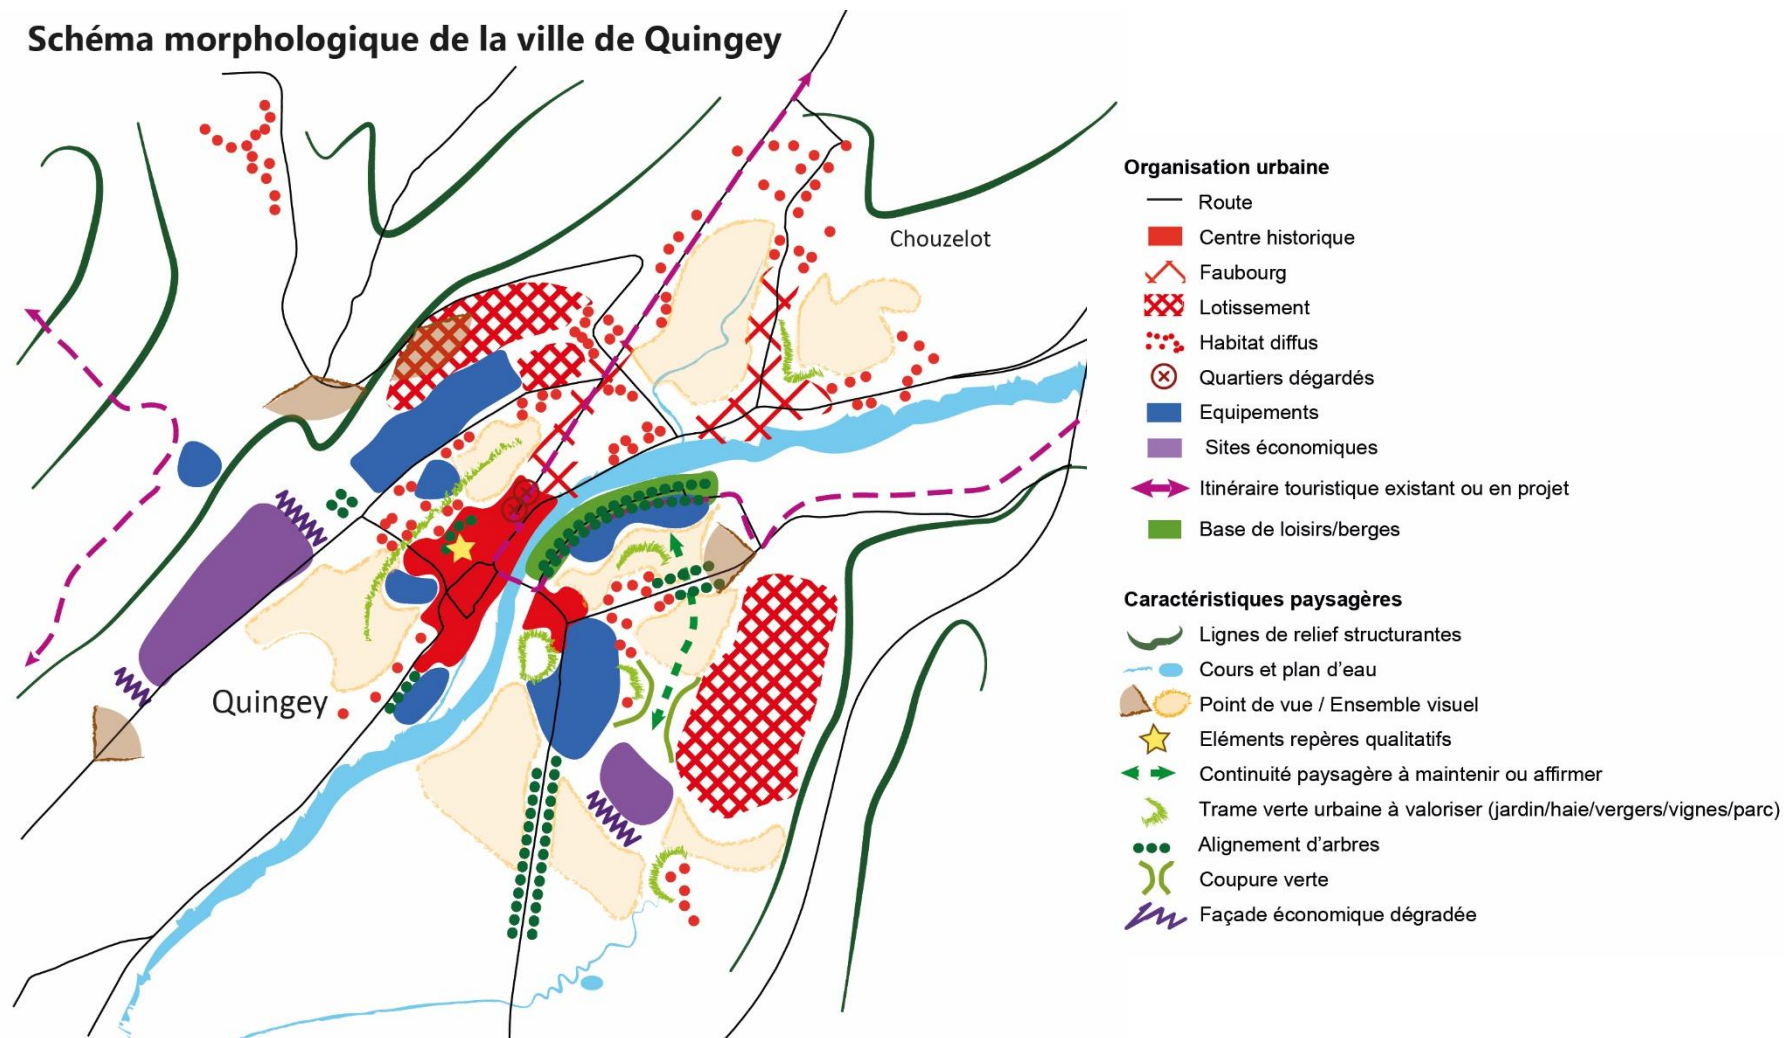 Schéma morphologique de la ville de Quingey
Chouzelot
Quingey
Organisation urbaine
Route
Centre historique
Faubourg
Lotissement
Habitat diffus
Quartiers dégardés
Equipements
Sites économiques
Itinéraire touristique existant ou en projet
Base de loisirs/berges
Caractéristiques paysagères
Lignes de relief structurantes
Cours et plan d'eau
Point de vue / Ensemble visuel
Eléments repères qualitatifs
Continuité paysagère à maintenir ou affirmer
Trame verte urbaine à valoriser (jardin/haie/vergers/vignes/parc)
Alignement d'arbres
Coupure verte
Façade économique dégradée